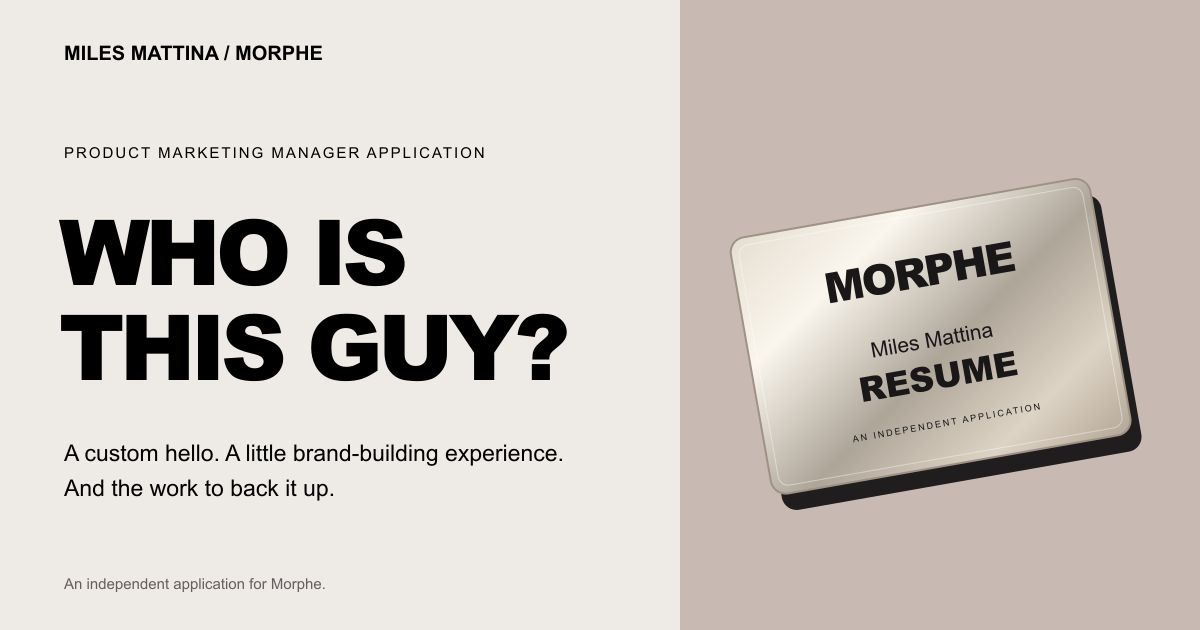 MILES MATTINA / MORPHE
PRODUCT MARKETING MANAGER APPLICATION
WHO IS
THIS GUY?
A custom hello. A little brand-building experience.
And the work to back it up.
An independent application for Morphe.
MORPHE
Miles Mattina
RESUME
AN INDEPENDENT APPLICATION